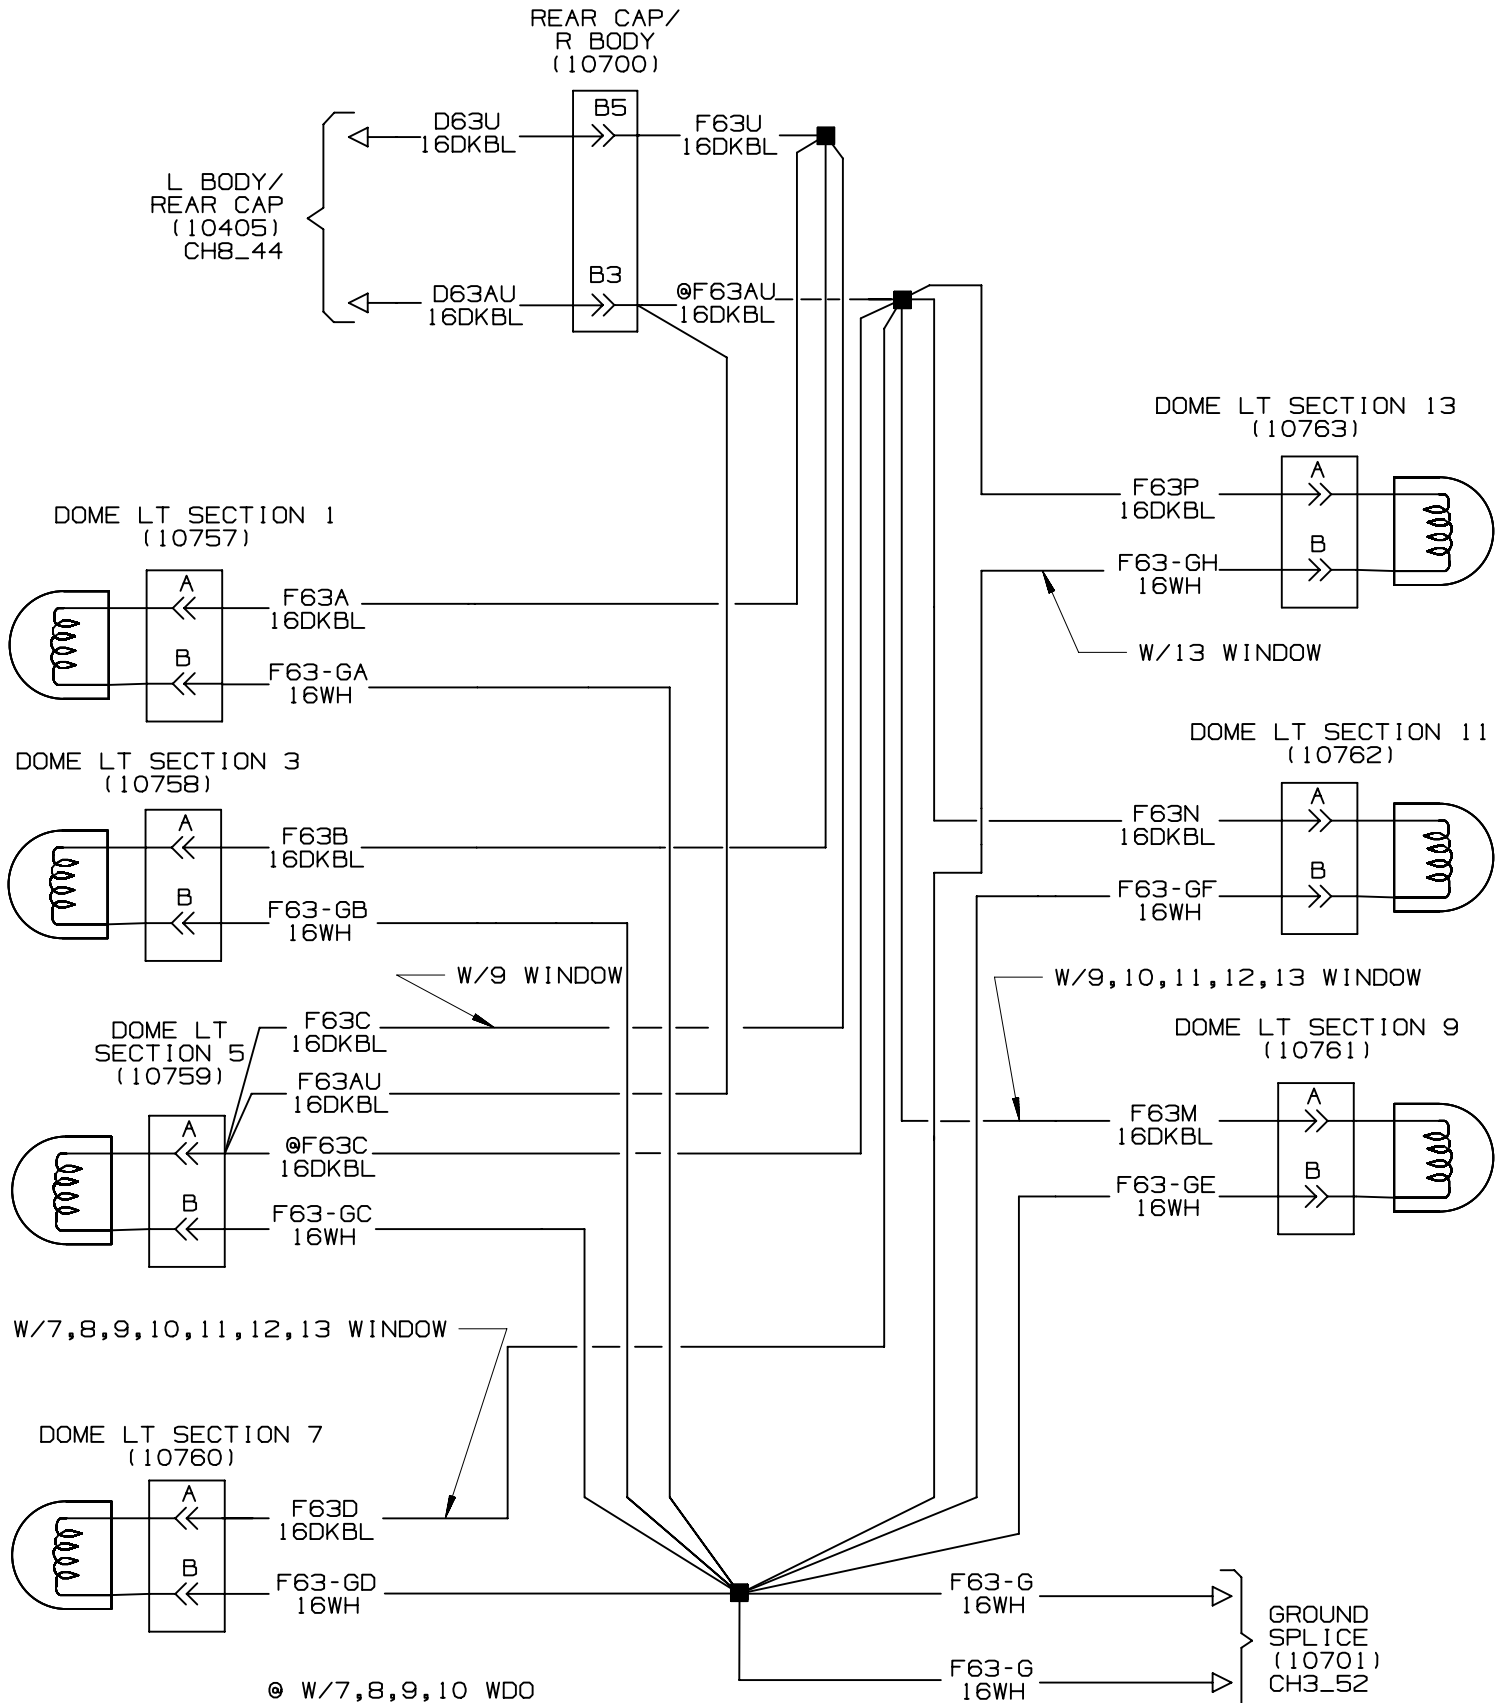 REAR CAP/
R BODY
(10700)
B5
D63U
16DKBL
F63U
16DKBL
L BODY/
REAR CAP
(10405)
CH8_44
B3
D63AU
16DKBL
@F63AU
16DKBL
DOME LT SECTION 13
(10763)
A
F63P
16DKBL
B
F63-GH
16WH
W/13 WINDOW
DOME LT SECTION 1
(10757)
A
F63A
16DKBL
B
F63-GA
16WH
DOME LT SECTION 11
(10762)
A
F63N
16DKBL
B
F63-GF
16WH
DOME LT SECTION 3
(10758)
A
F63B
16DKBL
B
F63-GB
16WH
W/9 WINDOW
W/9,10,11,12,13 WINDOW
DOME LT
SECTION 5
(10759)
F63C
16DKBL
F63AU
16DKBL
A
@F63C
16DKBL
B
F63-GC
16WH
DOME LT SECTION 9
(10761)
A
F63M
16DKBL
B
F63-GE
16WH
W/7,8,9,10,11,12,13 WINDOW
DOME LT SECTION 7
(10760)
A
F63D
16DKBL
B
F63-GD
16WH
F63-G
16WH
F63-G
16WH
GROUND
SPLICE
(10701)
CH3_52
@ W/7,8,9,10 WDO